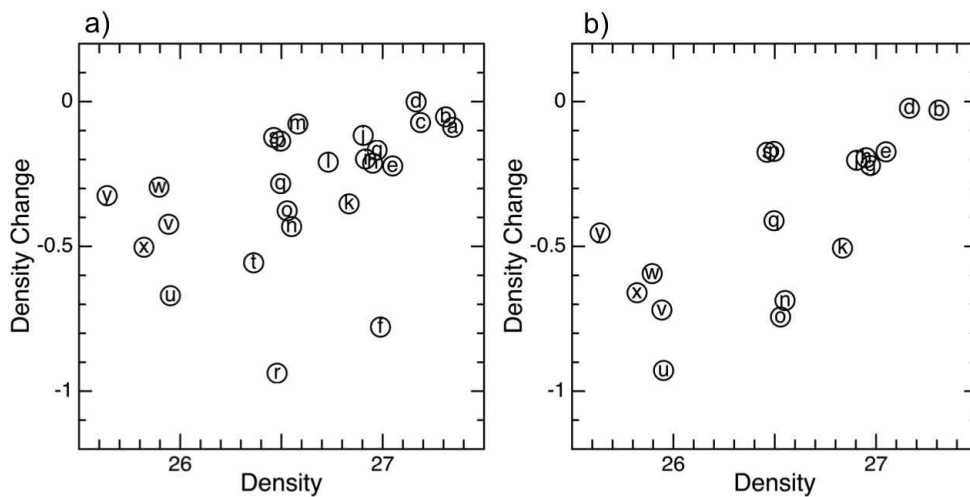 a)
b)
0
-0.5
-1
Density Change
26
27
Density
d
b
c
a
m
j
g
l
e
q
k
o
n
y
w
v
x
t
u
f
r
0
-0.5
-1
Density Change
26
27
Density
d
b
e
q
k
y
w
x
v
n
o
u